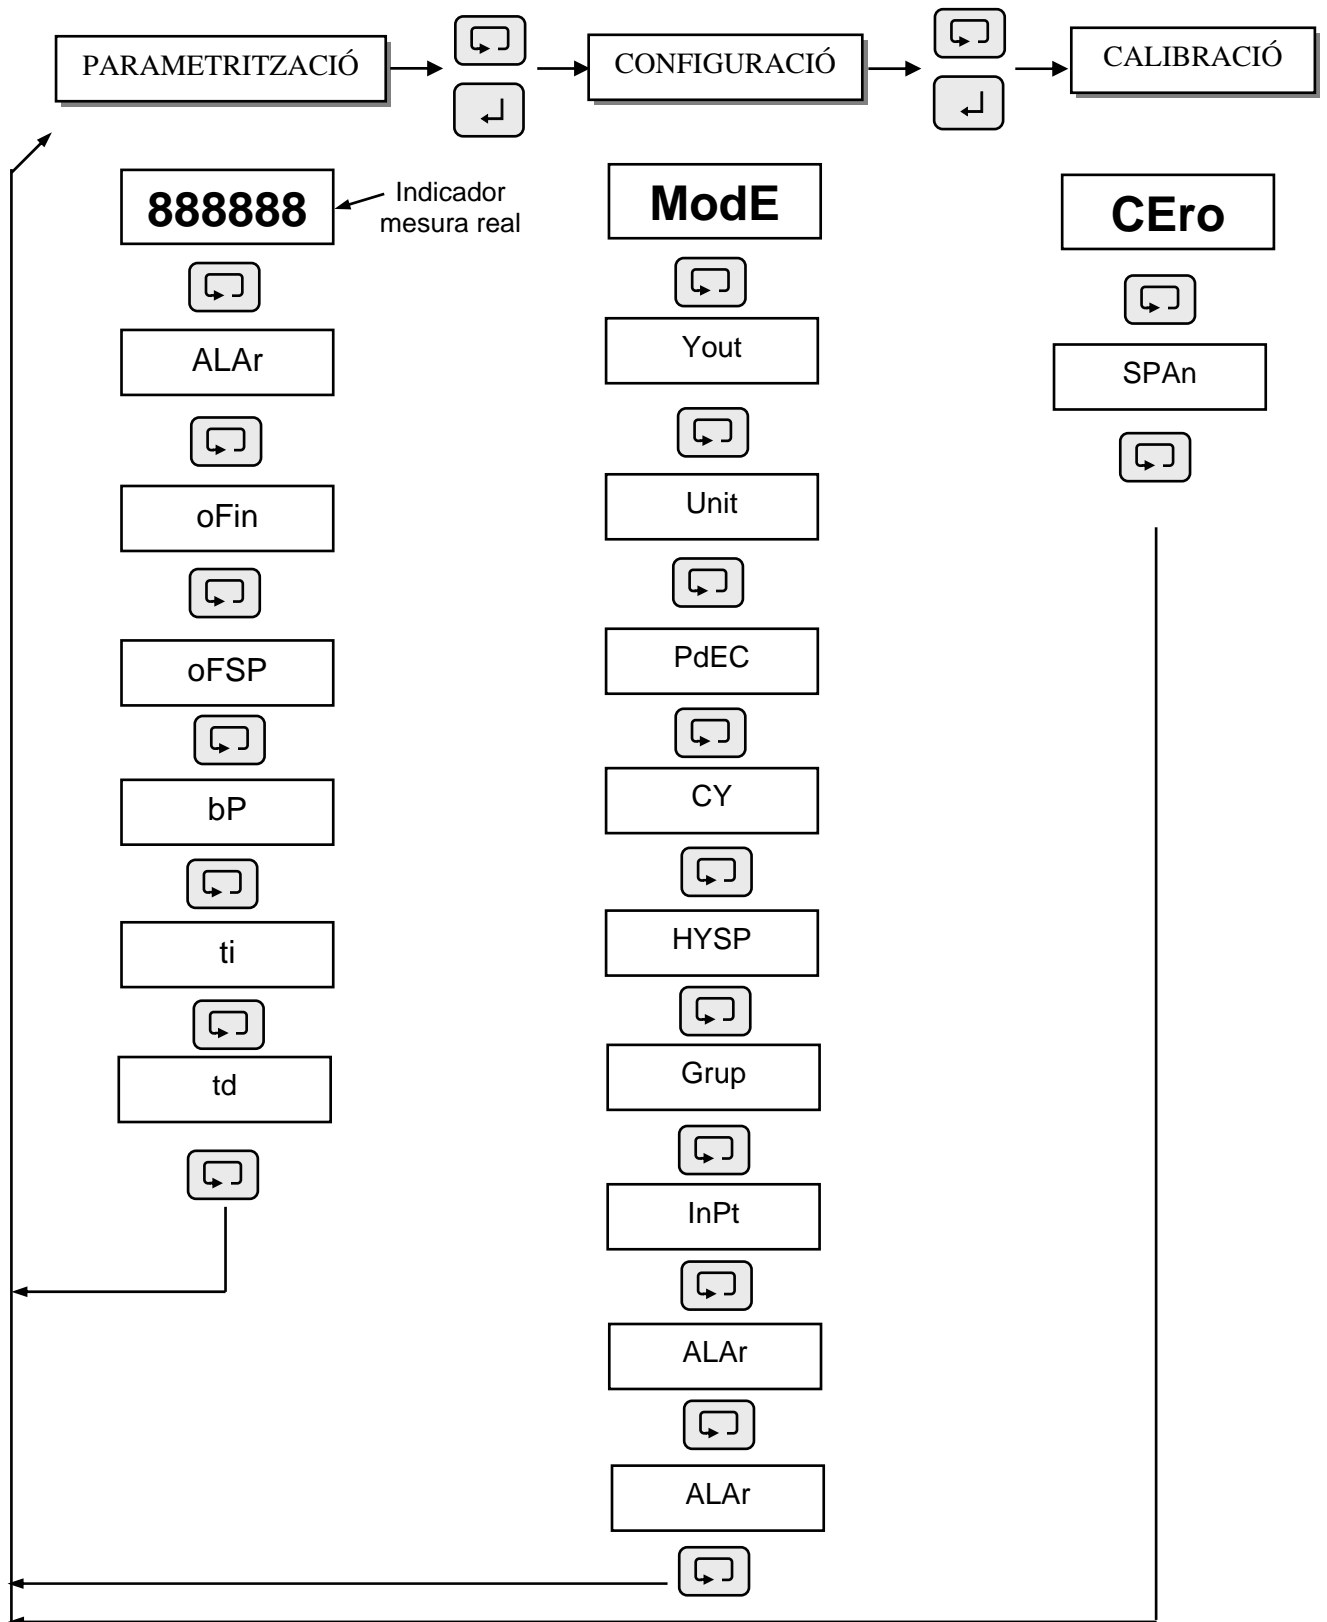 PARAMETRITZACIÓ
CONFIGURACIÓ
CALIBRACIÓ
888888
Indicador
mesura real
ALAr
oFin
oFSP
bP
ti
td
ModE
Yout
Unit
PdEC
CY
HYSP
Grup
InPt
ALAr
ALAr
CEro
SPAn